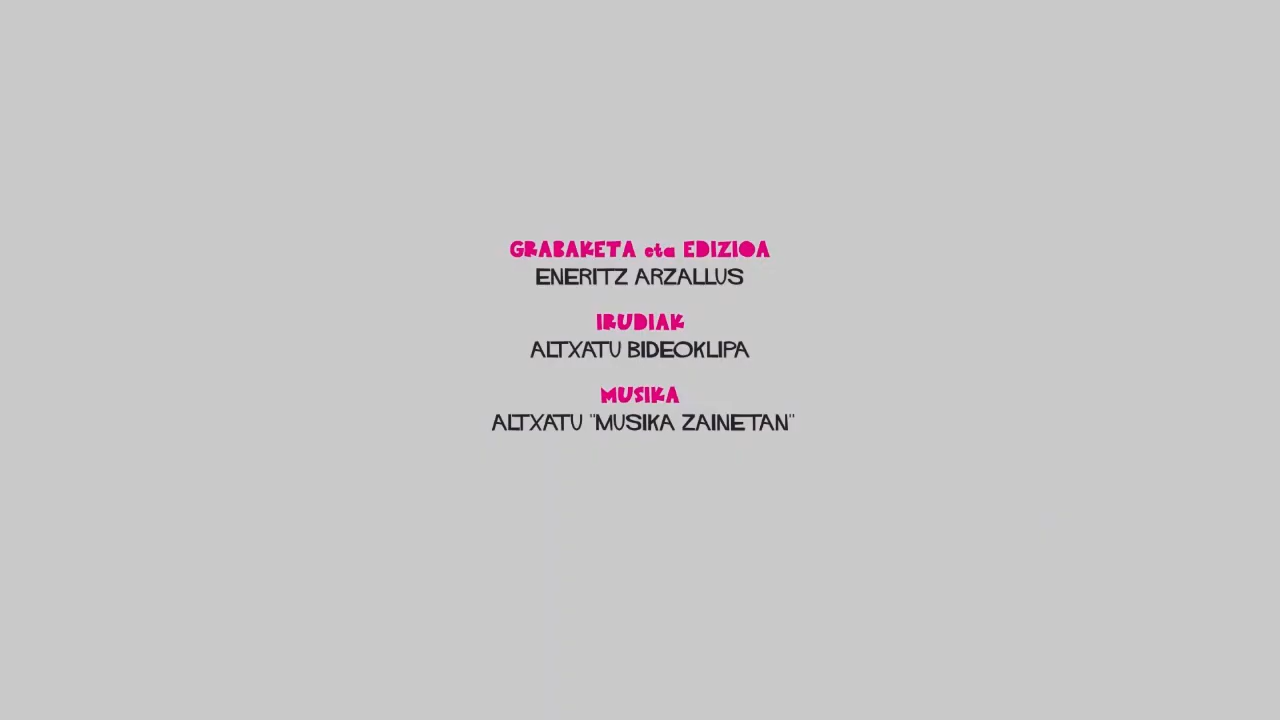 GRABAKETA eta EDIZIOA
ENERITZ ARZALLUS
IRUDIAK
ALTXATU BIDEOKLIPA
MUSIKA
ALTXATU "MUSIKA ZAINETAN"